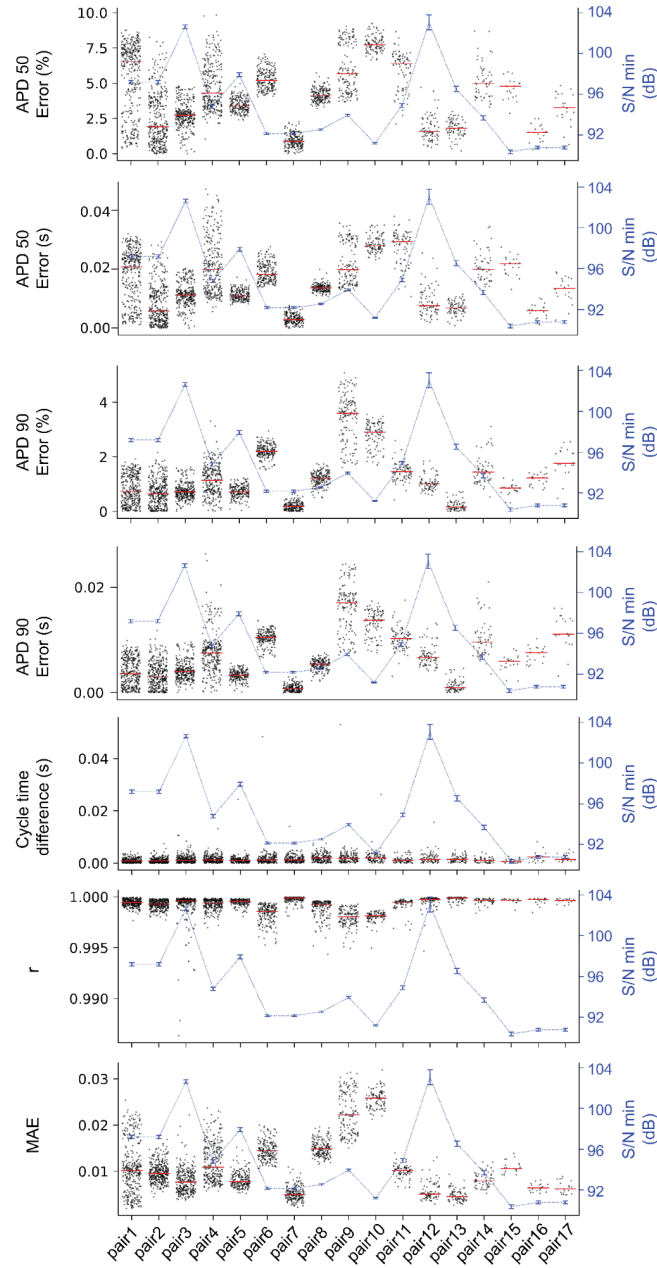 APD 50
Error (%)
10.0
7.5
5.0
2.5
0.0
104
100
96
92
S/N min
(dB)
APD 50
Error (s)
0.04
0.02
0.00
104
100
96
92
S/N min
(dB)
APD 90
Error (%)
4
2
0
104
100
96
92
S/N min
(dB)
APD 90
Error (s)
0.02
0.00
104
100
96
92
S/N min
(dB)
Cycle time
difference (s)
0.04
0.02
0.00
104
100
96
92
S/N min
(dB)
r
1.000
0.995
0.990
104
100
96
92
S/N min
(dB)
MAE
0.03
0.02
0.01
104
100
96
92
S/N min
(dB)
pair1
pair2
pair3
pair4
pair5
pair6
pair7
pair8
pair9
pair10
pair11
pair12
pair13
pair14
pair15
pair16
pair17